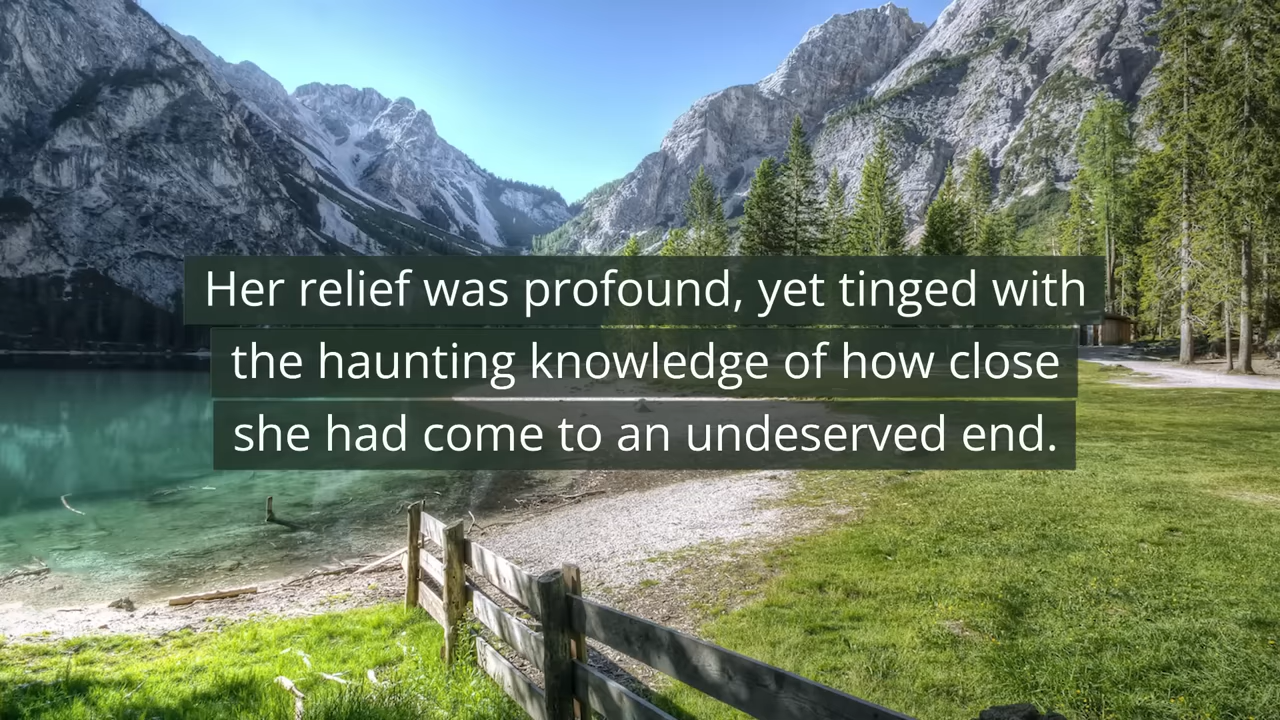 Her relief was profound, yet tinged with
the haunting knowledge of how close
she had come to an undeserved end.